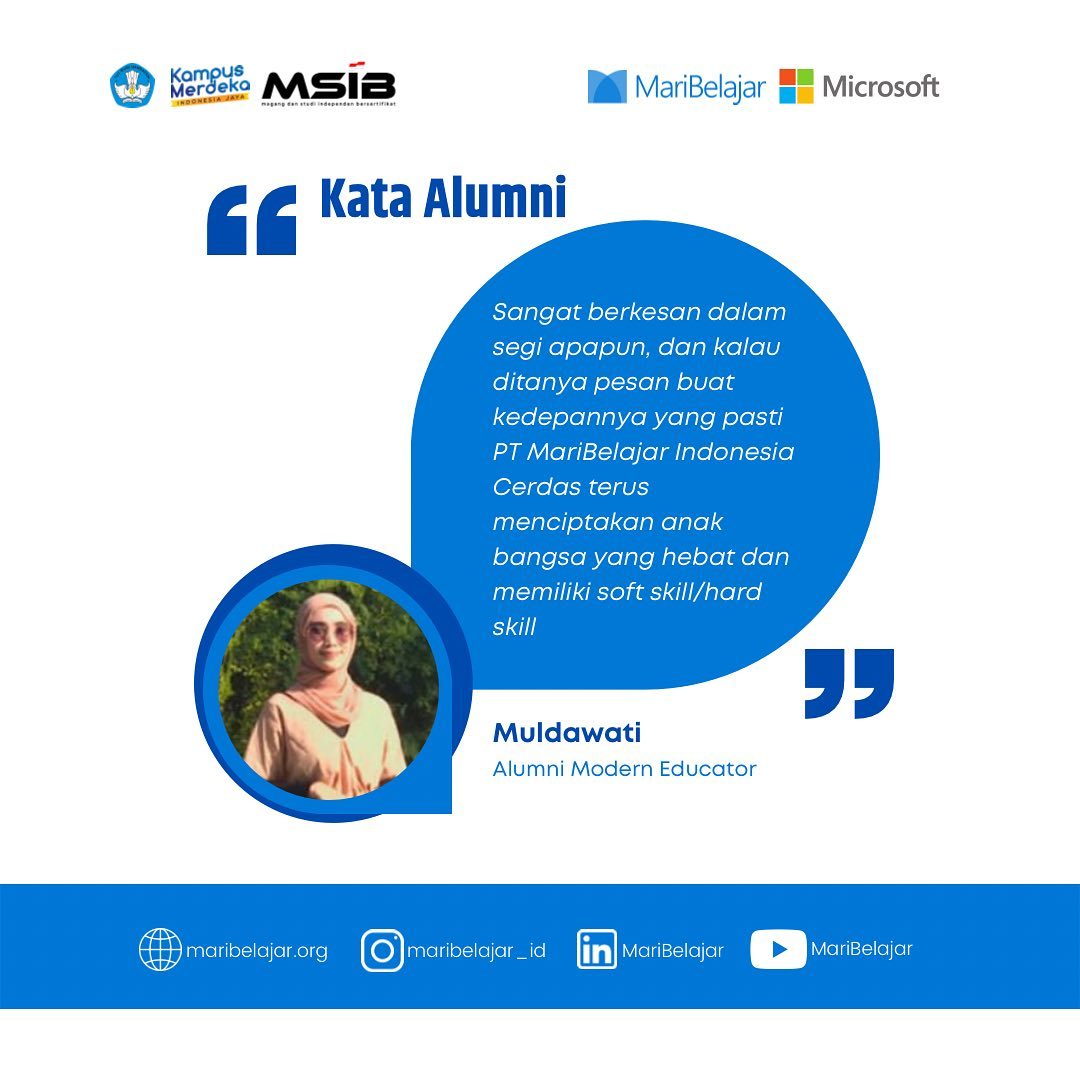 Kampus
Merdeka
INDONESIA JAYA
MSIB
magang dan studi independen bersertifikat
MariBelajar
Microsoft
Kata Alumni
Sangat berkesan dalam
segi apapun, dan kalau
ditanya pesan buat
kedepannya yang pasti
PT MariBelajar Indonesia
Cerdas terus
menciptakan anak
bangsa yang hebat dan
memiliki soft skill/hard
skill
Muldawati
Alumni Modern Educator
maribelajar.org
maribelajar_id
MariBelajar
MariBelajar